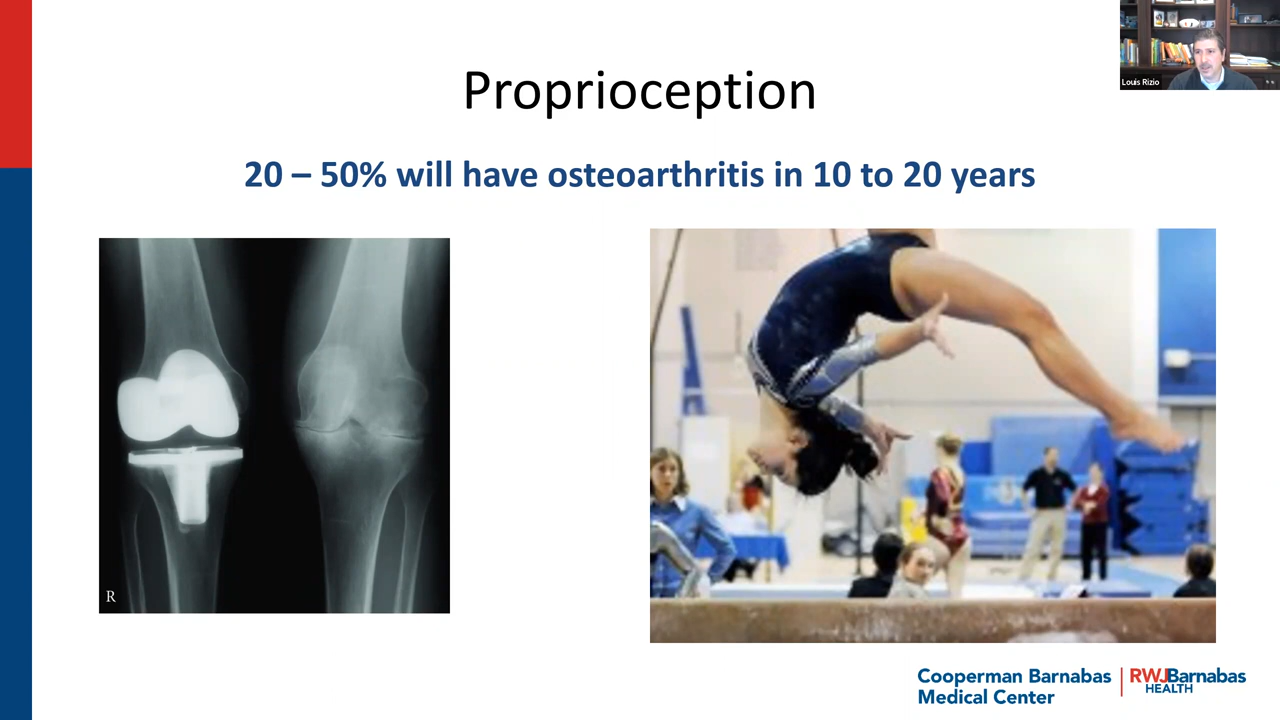 Louis Rizio
Proprioception
20 – 50% will have osteoarthritis in 10 to 20 years
R
Cooperman Barnabas
Medical Center
RWJBarnabas
HEALTH